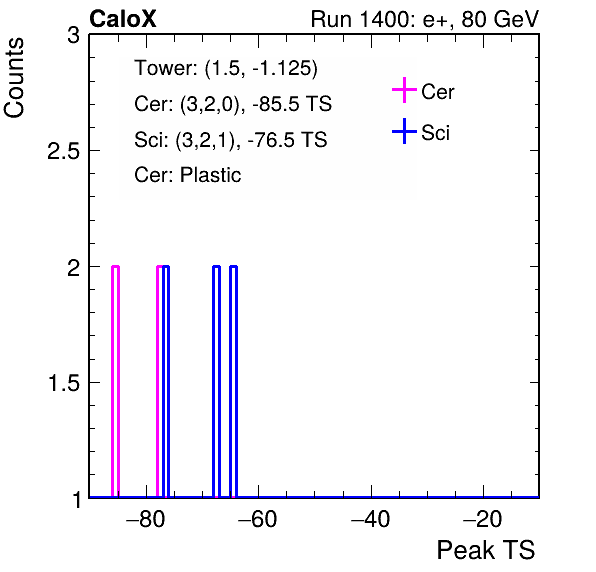 CaloX Run 1400: e+, 80 GeV
Counts
3
2.5
2
1.5
1
Tower: (1.5, -1.125)
Cer: (3,2,0), -85.5 TS
Sci: (3,2,1), -76.5 TS
Cer: Plastic
Cer
Sci
−80 −60 −40 −20
Peak TS